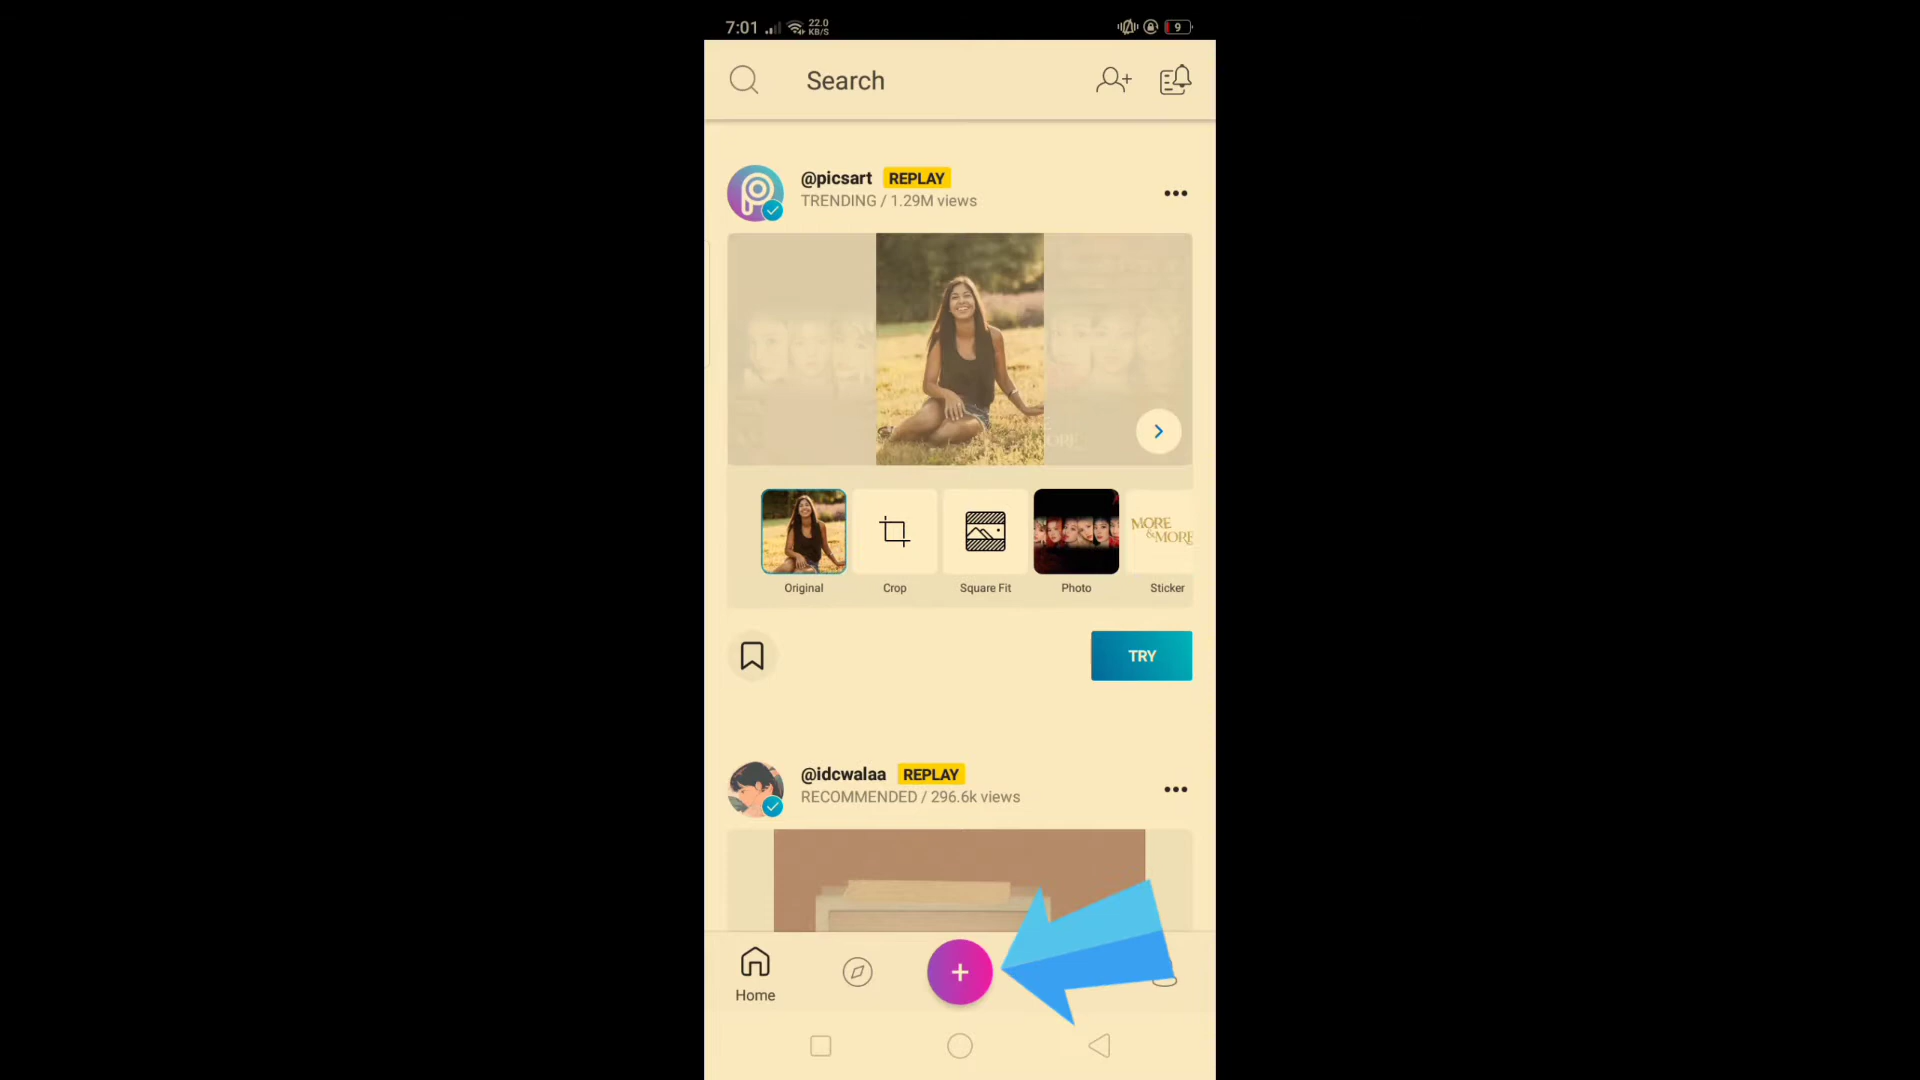 7:01 22.0 KB/S 9
Search
@picsart REPLAY
TRENDING / 1.29M views
Original Crop Square Fit Photo Sticker
MORE
&MORE
TRY
@idcwalaa REPLAY
RECOMMENDED / 296.6k views
Home